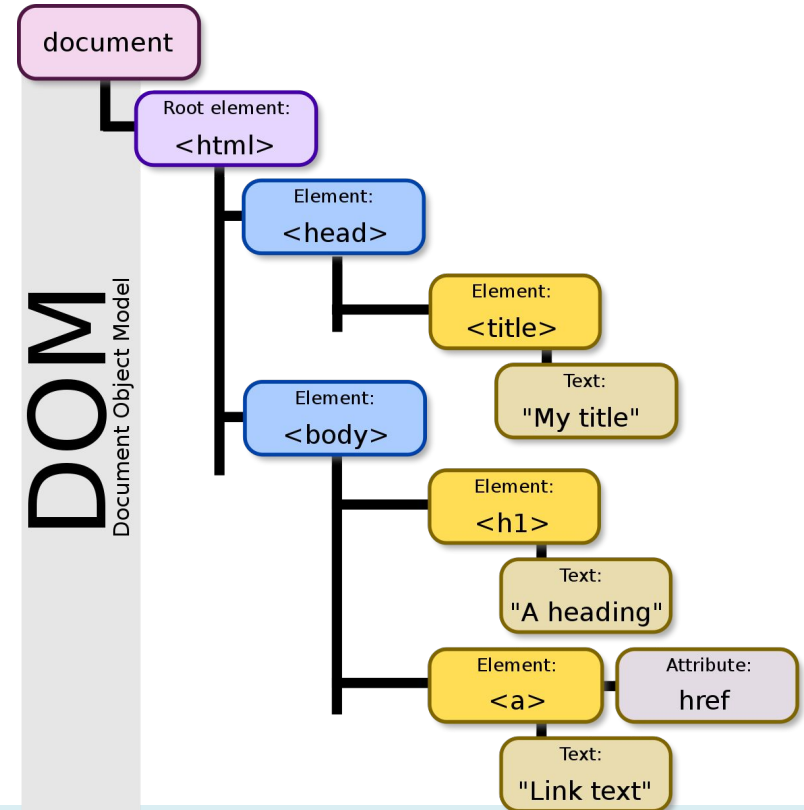 document
Root element:
<html>
Element:
<head>
Element:
<title>
Text:
"My title"
Element:
<body>
Element:
<h1>
Text:
"A heading"
Element:
<a>
Attribute:
href
Text:
"Link text"
DOM
Document Object Model